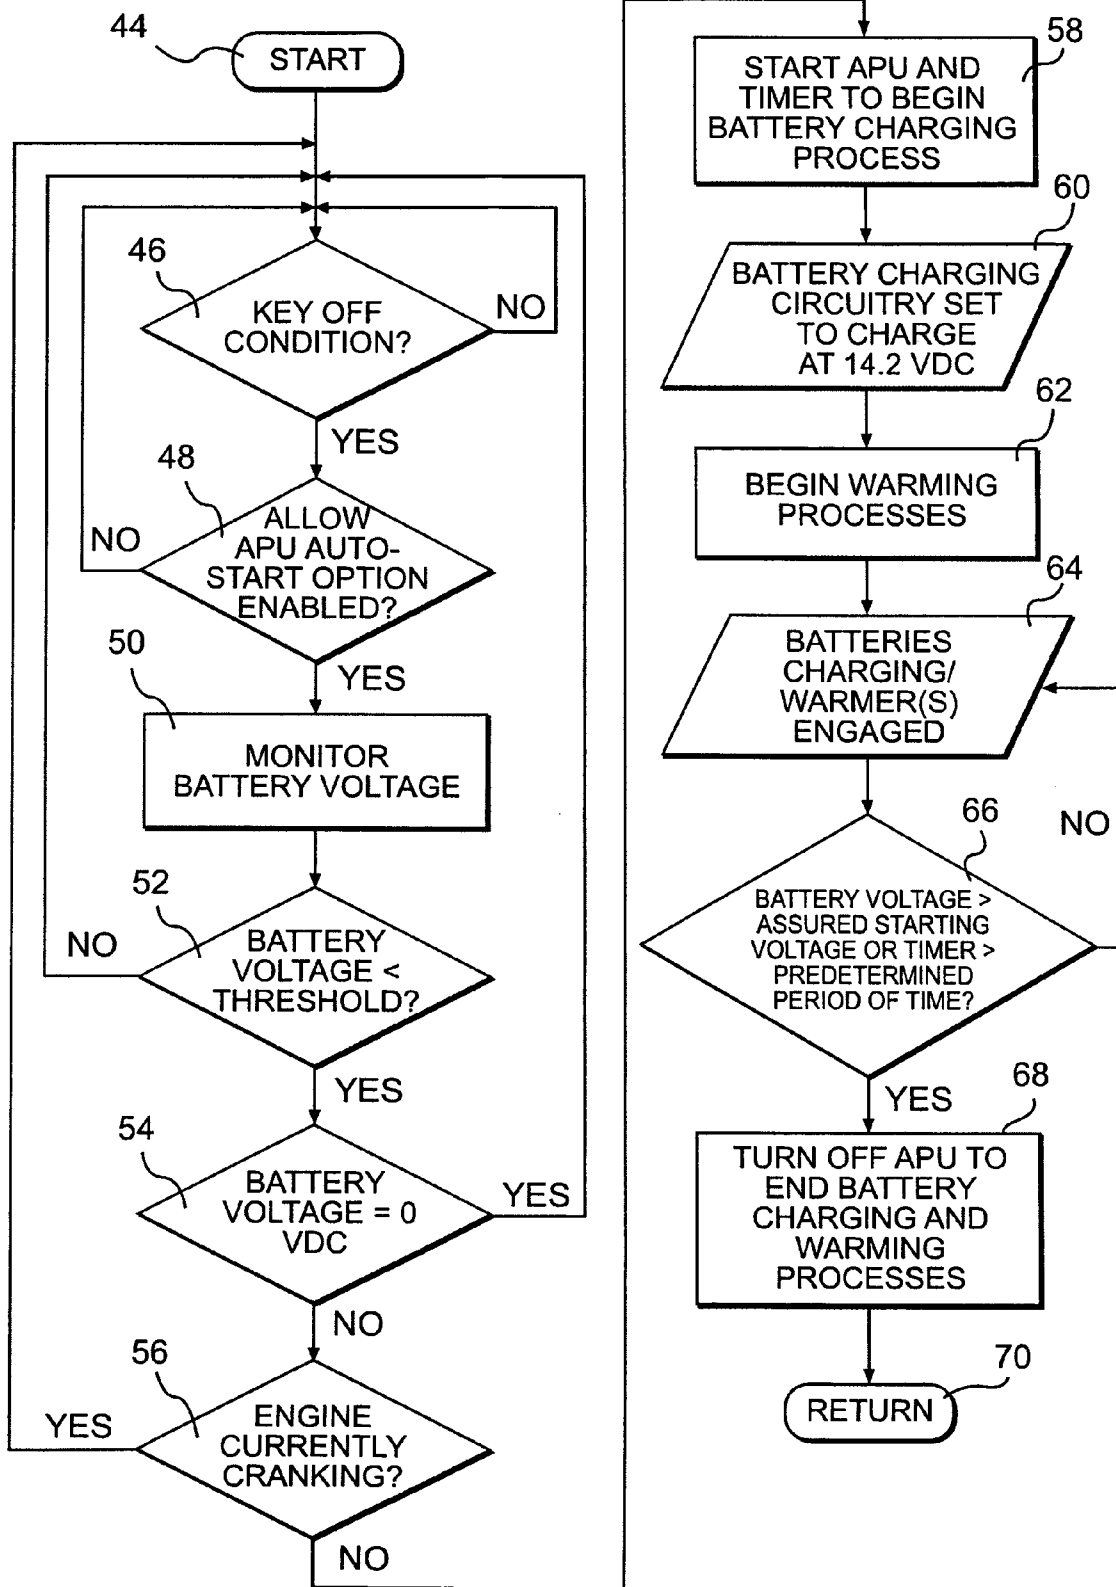 44
START
46
KEY OFF
CONDITION?
NO
YES
48
ALLOW
APU AUTO-
START OPTION
ENABLED?
NO
YES
50
MONITOR
BATTERY VOLTAGE
52
BATTERY
VOLTAGE <
THRESHOLD?
NO
YES
54
BATTERY
VOLTAGE = 0
VDC
YES
NO
56
ENGINE
CURRENTLY
CRANKING?
YES
NO
58
START APU AND
TIMER TO BEGIN
BATTERY CHARGING
PROCESS
60
BATTERY CHARGING
CIRCUITRY SET
TO CHARGE
AT 14.2 VDC
62
BEGIN WARMING
PROCESSES
64
BATTERIES
CHARGING/
WARMER(S)
ENGAGED
66
NO
BATTERY VOLTAGE >
ASSURED STARTING
VOLTAGE OR TIMER >
PREDETERMINED
PERIOD OF TIME?
YES
68
TURN OFF APU TO
END BATTERY
CHARGING AND
WARMING
PROCESSES
70
RETURN